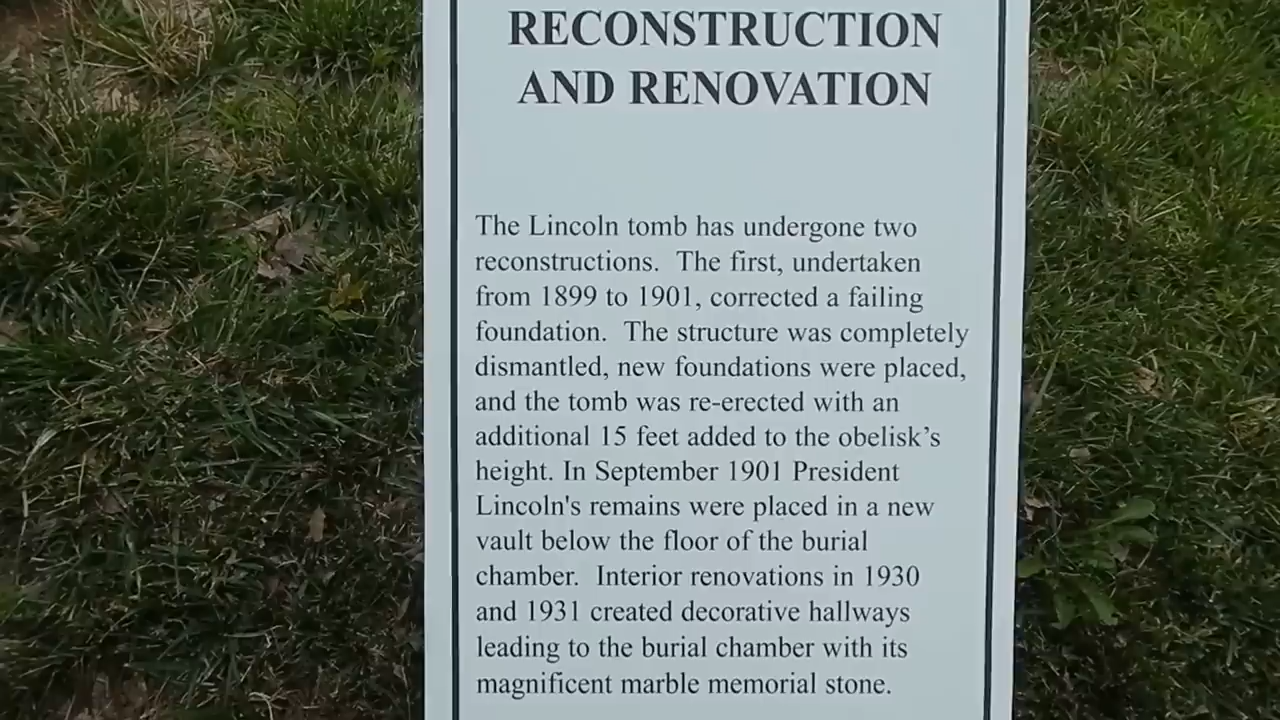 RECONSTRUCTION
AND RENOVATION
The Lincoln tomb has undergone two
reconstructions.  The first, undertaken
from 1899 to 1901, corrected a failing
foundation.  The structure was completely
dismantled, new foundations were placed,
and the tomb was re-erected with an
additional 15 feet added to the obelisk’s
height. In September 1901 President
Lincoln's remains were placed in a new
vault below the floor of the burial
chamber.  Interior renovations in 1930
and 1931 created decorative hallways
leading to the burial chamber with its
magnificent marble memorial stone.